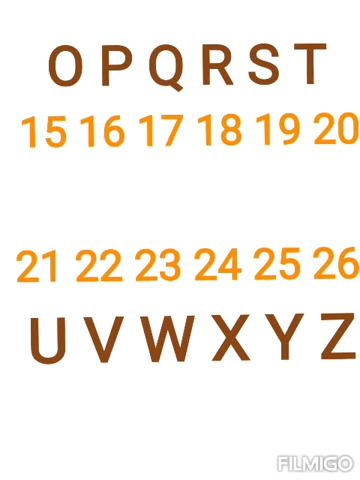 O P Q R S T
15 16 17 18 19 20
21 22 23 24 25 26
U V W X Y Z
FILMIGO